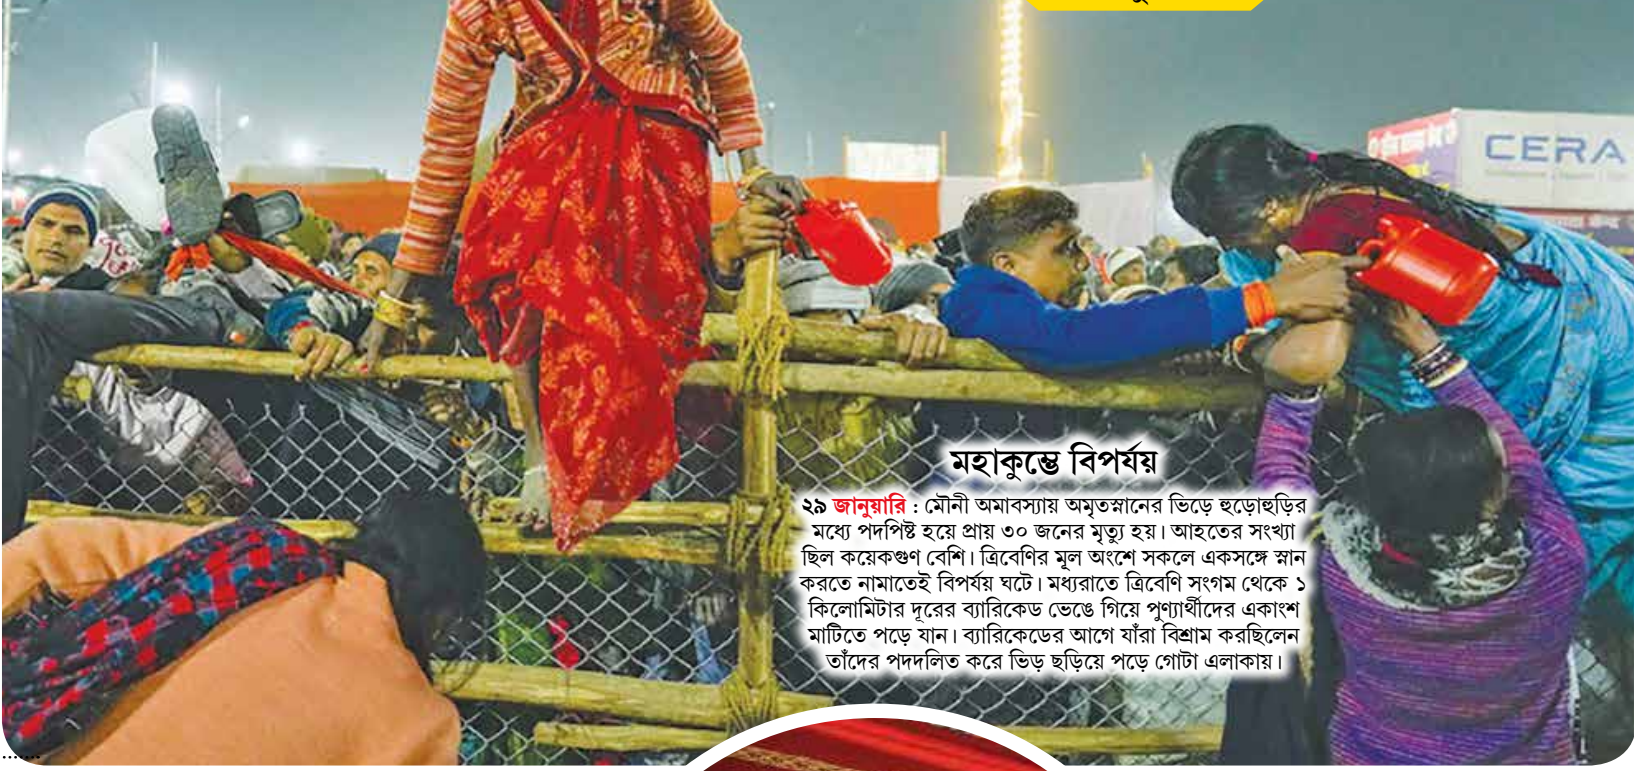 CERA
মহাকুম্ভে বিপর্যয়
২৯ জানুয়ারি : মৌনী অমাবস্যায় অমৃতস্নানের ভিড়ে হুড়োহুড়ির
মধ্যে পদপিষ্ট হয়ে প্রায় ৩০ জনের মৃত্যু হয়। আহতের সংখ্যা
ছিল কয়েকগুণ বেশি। ত্রিবেণির মূল অংশে সকলে একসঙ্গে স্নান
করতে নামাতেই বিপর্যয় ঘটে। মধ্যরাতে ত্রিবেণি সংগম থেকে ১
কিলোমিটার দূরের ব্যারিকেড ভেঙে গিয়ে পুণ্যার্থীদের একাংশ
মাটিতে পড়ে যান। ব্যারিকেডের আগে যাঁরা বিশ্রাম করছিলেন
তাঁদের পদদলিত করে ভিড় ছড়িয়ে পড়ে গোটা এলাকায়।